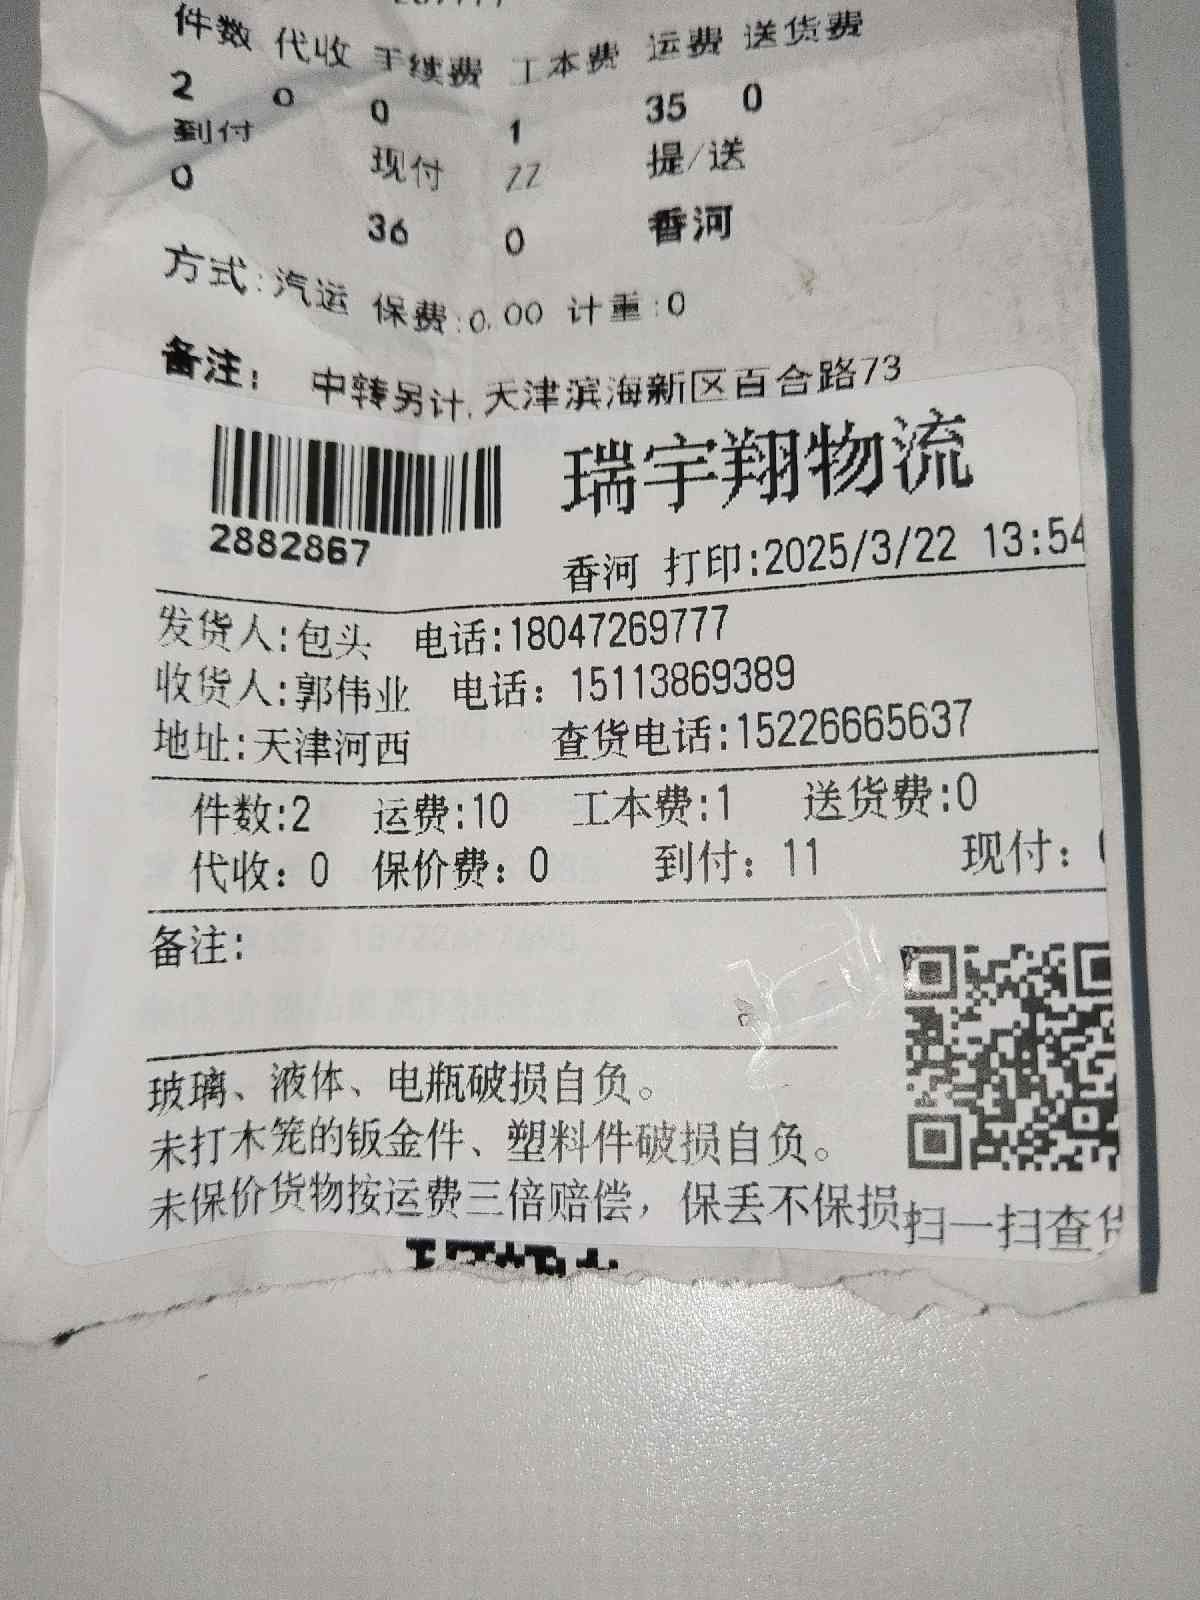 件数 代收 手续费 工本费 运费 送货费
2 0 0 1 35 0
到付 现付 ZZ 提/送
0 36 0 香河
方式:汽运 保费:0.00 计重:0
备注: 中转另计,天津滨海新区百合路73
瑞宇翔物流
2882867
香河 打印:2025/3/22 13:54
发货人:包头 电话:18047269777
收货人:郭伟业 电话: 15113869389
地址:天津河西 查货电话:15226665637
件数:2 运费:10 工本费:1 送货费:0
代收: 0 保价费: 0 到付: 11 现付:
备注:
玻璃、液体、电瓶破损自负。
未打木笼的钣金件、塑料件破损自负。
未保价货物按运费三倍赔偿，保丢不保损
扫一扫查